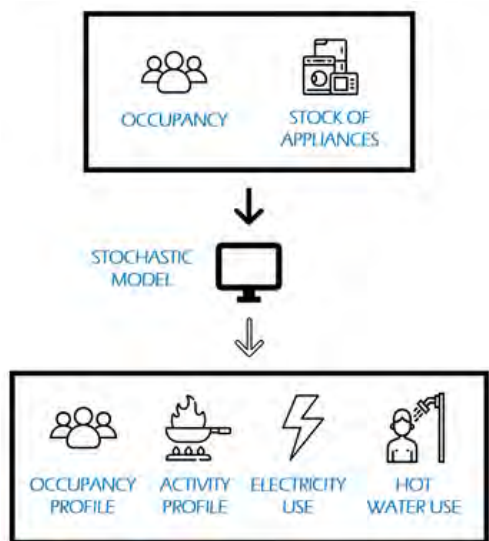 OCCUPANCY
STOCK OF
APPLIANCES
STOCHASTIC
MODEL
OCCUPANCY
PROFILE
ACTIVITY
PROFILE
ELECTRICITY
USE
HOT
WATER USE